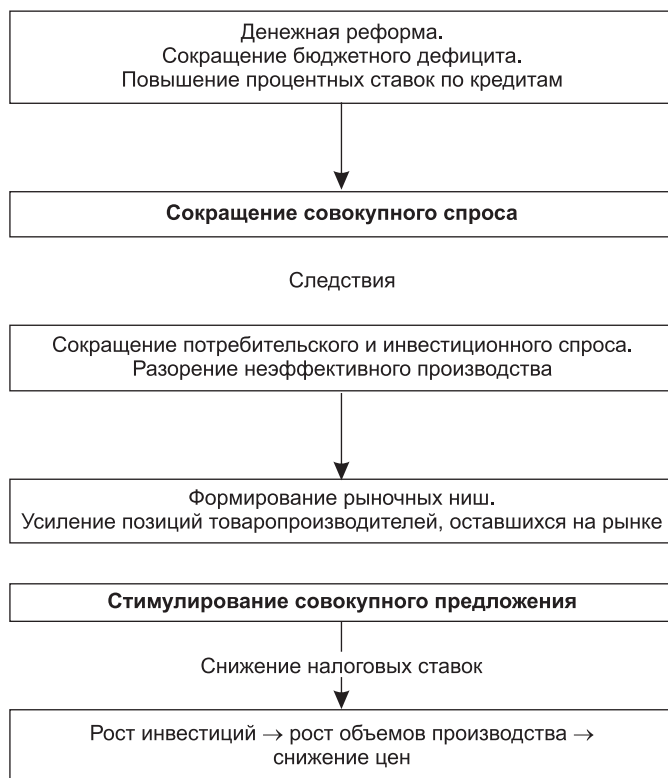 Денежная реформа.
Сокращение бюджетного дефицита.
Повышение процентных ставок по кредитам
Сокращение совокупного спроса
Следствия
Сокращение потребительского и инвестиционного спроса.
Разорение неэффективного производства
Формирование рыночных ниш.
Усиление позиций товаропроизводителей, оставшихся на рынке
Стимулирование совокупного предложения
Снижение налоговых ставок
Рост инвестиций → рост объемов производства →
снижение цен